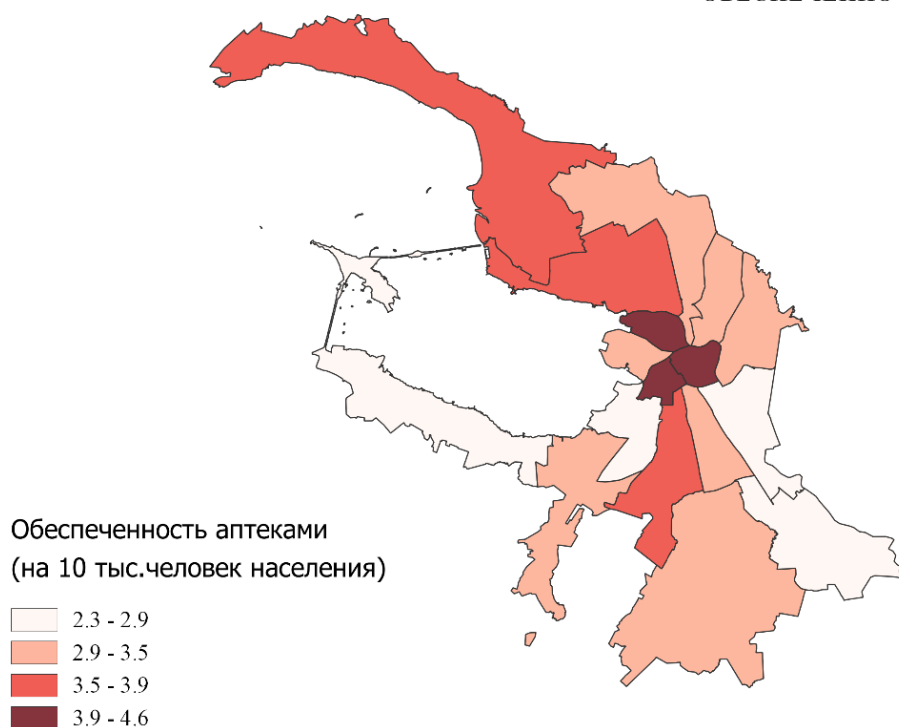 Обеспеченность аптеками
(на 10 тыс.человек населения)
2.3 - 2.9
2.9 - 3.5
3.5 - 3.9
3.9 - 4.6